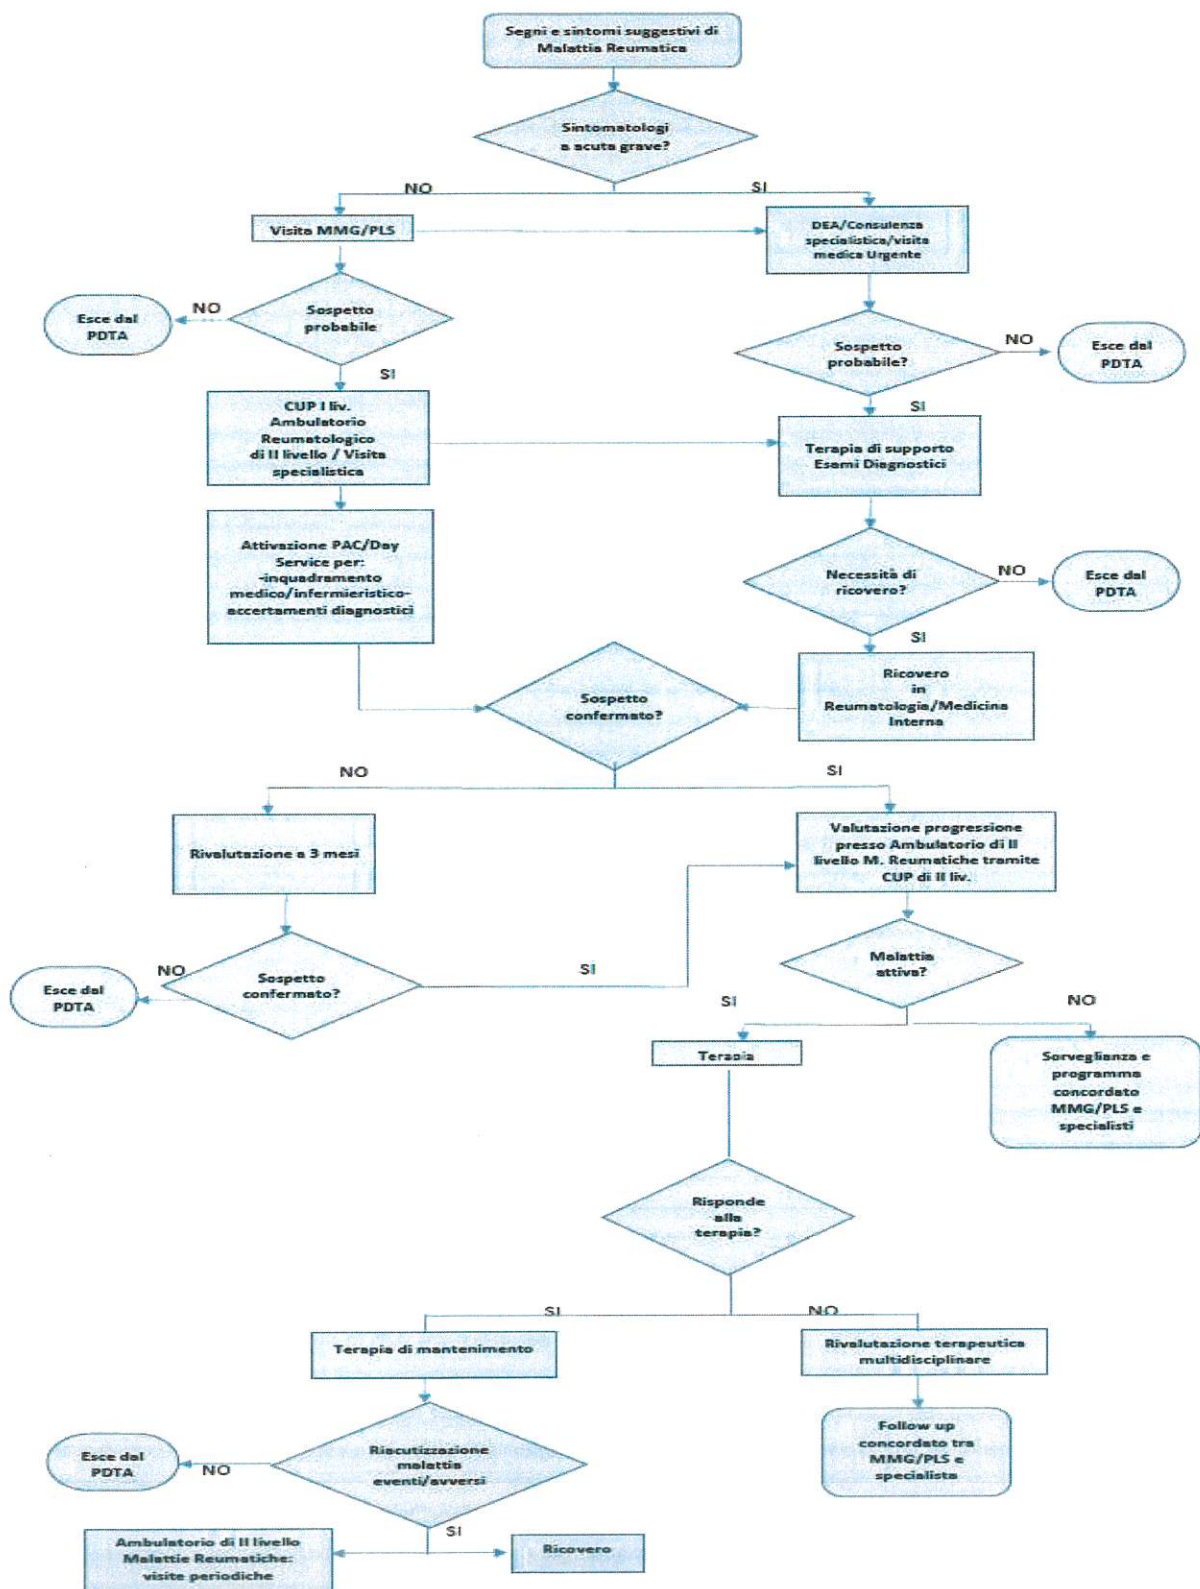 Segni e sintomi suggestivi di
Malattia Reumatica
Sintomatologi
a acuta grave?
NO
SI
Visita MMG/PLS
DEA/Consulenza
specialistica/visita
medica Urgente
Sospetto
probabile
NO
Esce dal
PDTA
SI
Sospetto
probabile?
NO
Esce dal
PDTA
SI
CUP I liv.
Ambulatorio
Reumatologico
di II livello / Visita
specialistica
Terapia di supporto
Esami Diagnostici
Attivazione PAC/Day
Service per:
-inquadramento
medico/infermieristico-
accertamenti diagnostici
Necessità di
ricovero?
NO
Esce dal
PDTA
SI
Ricovero
in
Reumatologia/Medicina
Interna
Sospetto
confermato?
NO
SI
Rivalutazione a 3 mesi
Valutazione progressione
presso Ambulatorio di II
livello M. Reumatiche tramite
CUP di II liv.
Sospetto
confermato?
NO
Esce dal
PDTA
SI
Malattia
attiva?
SI
NO
Terapia
Sorveglianza e
programma
concordato
MMG/PLS e
specialisti
Risponde
alla
terapia?
SI
NO
Terapia di mantenimento
Rivalutazione terapeutica
multidisciplinare
Riacutizzazione
malattia
eventi/avversi
NO
Esce dal
PDTA
Follow up
concordato tra
MMG/PLS e
specialista
SI
Ambulatorio di II livello
Malattie Reumatiche:
visite periodiche
Ricovero